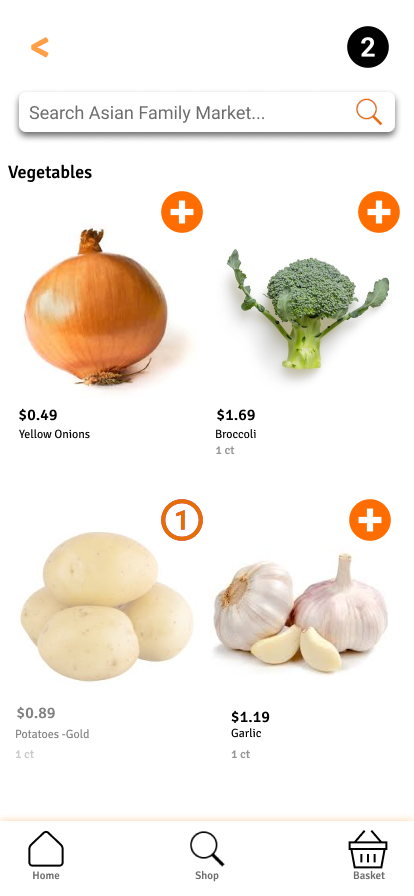 <
2
Search Asian Family Market...
Vegetables
$0.49
Yellow Onions
$1.69
Broccoli
1 ct
1
$0.89
Potatoes -Gold
1 ct
$1.19
Garlic
1 ct
Home
Shop
Basket